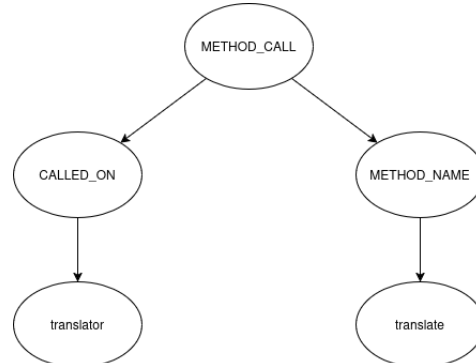 METHOD_CALL
CALLED_ON
METHOD_NAME
translator
translate